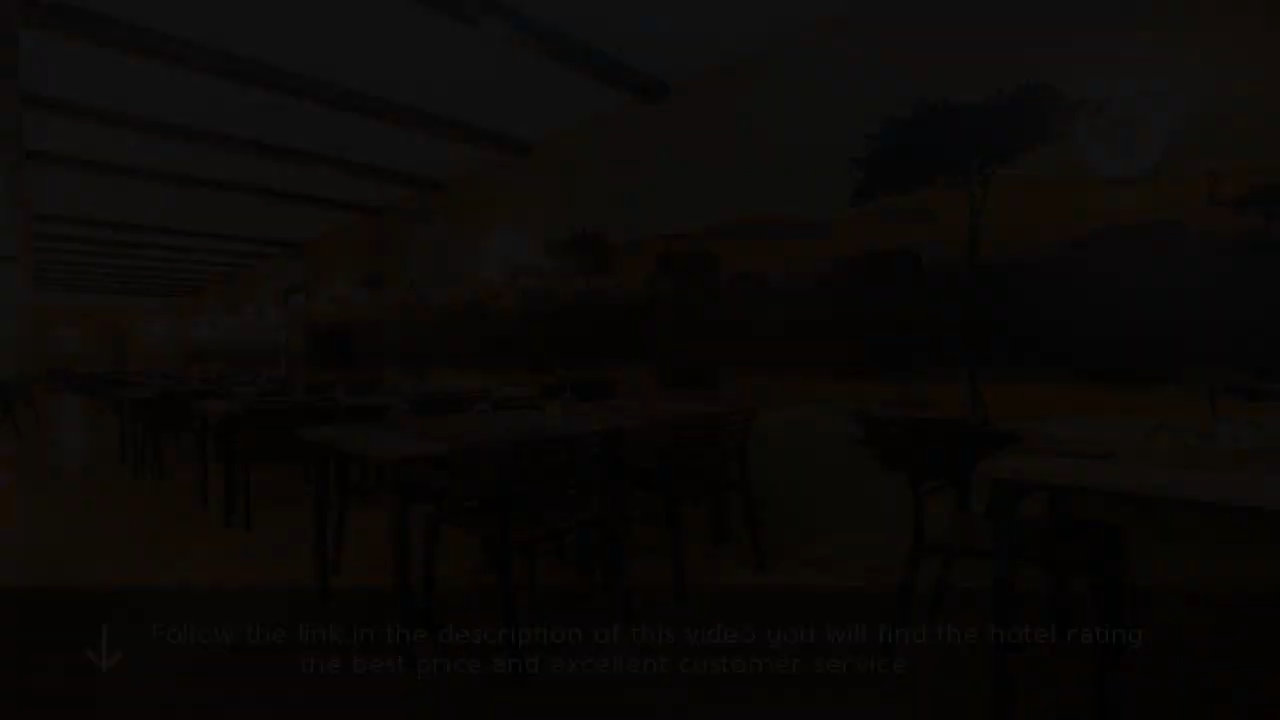 Follow the link in the description of this video you will find the hotel rating
the best price and excellent customer service